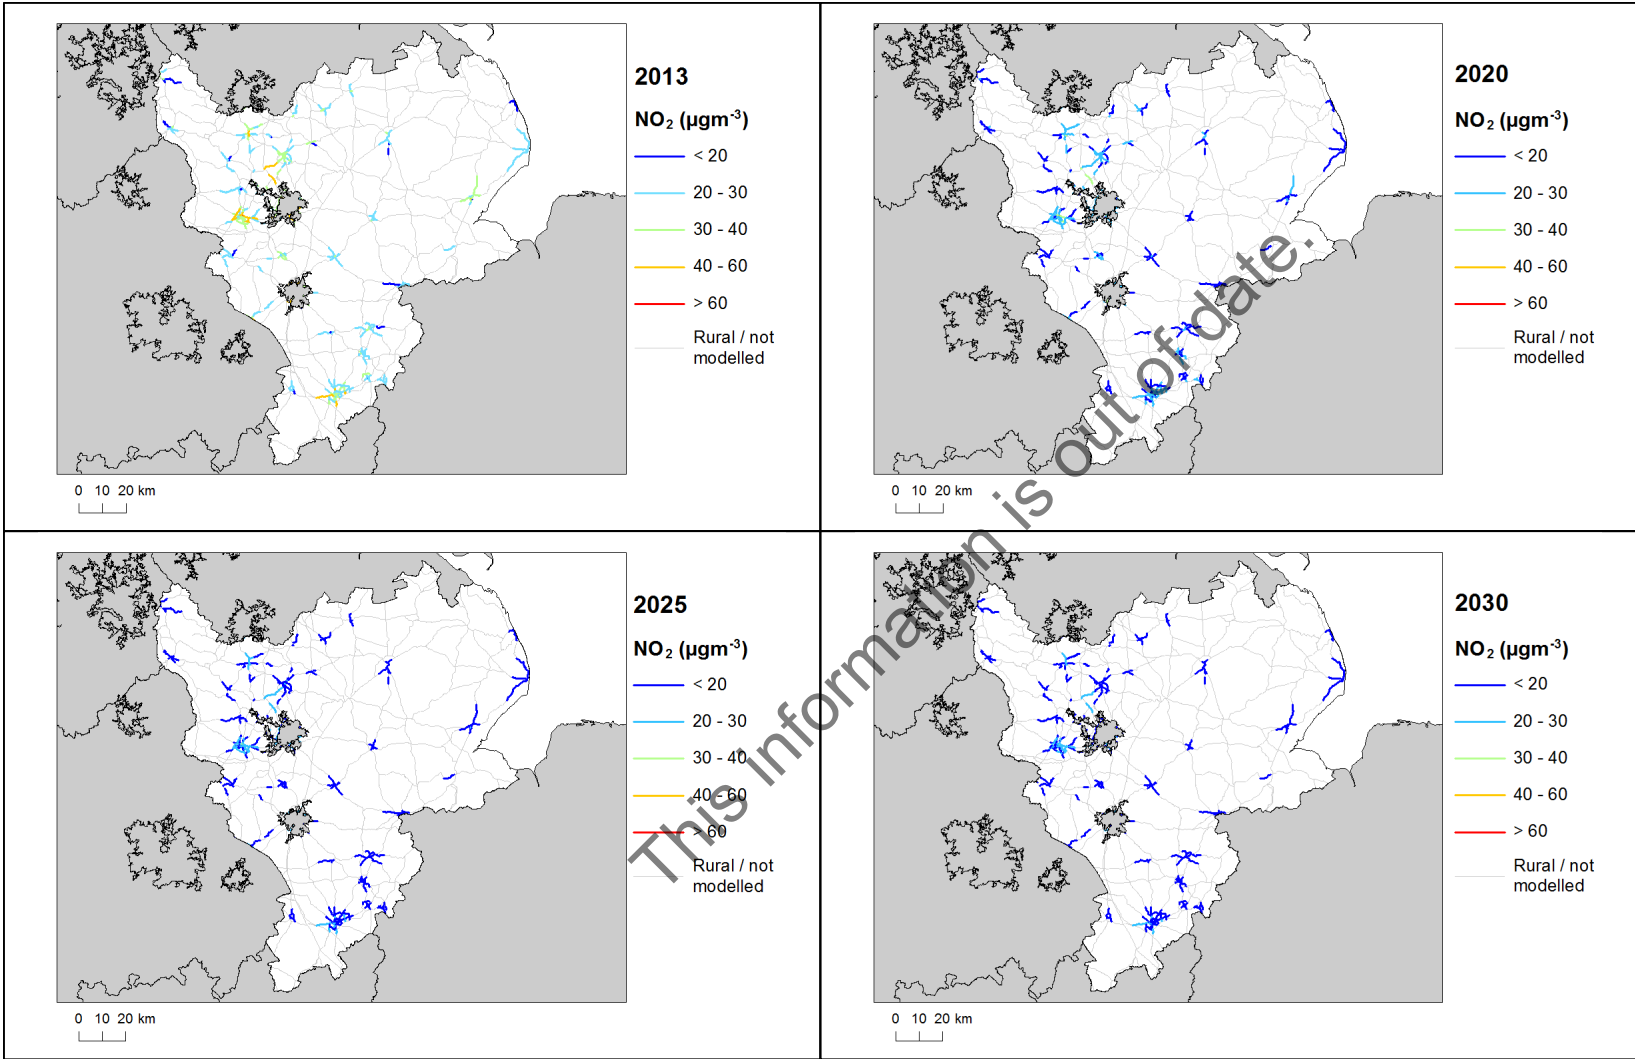 2013
NO₂ (µgm⁻³)
< 20
20 - 30
30 - 40
40 - 60
> 60
Rural / not
modelled
0 10 20 km
2020
NO₂ (µgm⁻³)
< 20
20 - 30
30 - 40
40 - 60
> 60
Rural / not
modelled
0 10 20 km
2025
NO₂ (µgm⁻³)
< 20
20 - 30
30 - 40
40 - 60
> 60
Rural / not
modelled
0 10 20 km
2030
NO₂ (µgm⁻³)
< 20
20 - 30
30 - 40
40 - 60
> 60
Rural / not
modelled
0 10 20 km
This information is out of date.